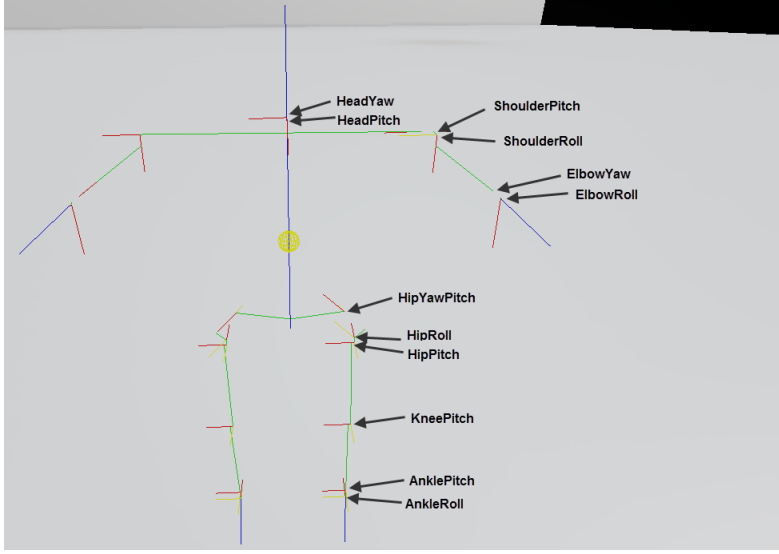 HeadYaw
HeadPitch
ShoulderPitch
ShoulderRoll
ElbowYaw
ElbowRoll
HipYawPitch
HipRoll
HipPitch
KneePitch
AnklePitch
AnkleRoll